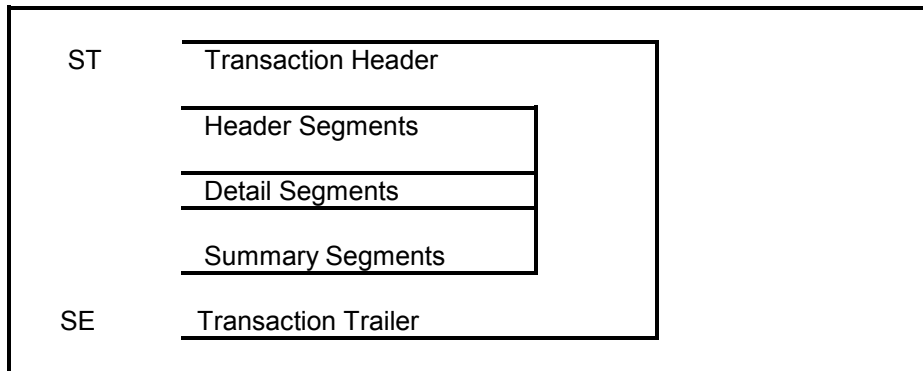 ST Transaction Header
Header Segments
Detail Segments
Summary Segments
SE Transaction Trailer